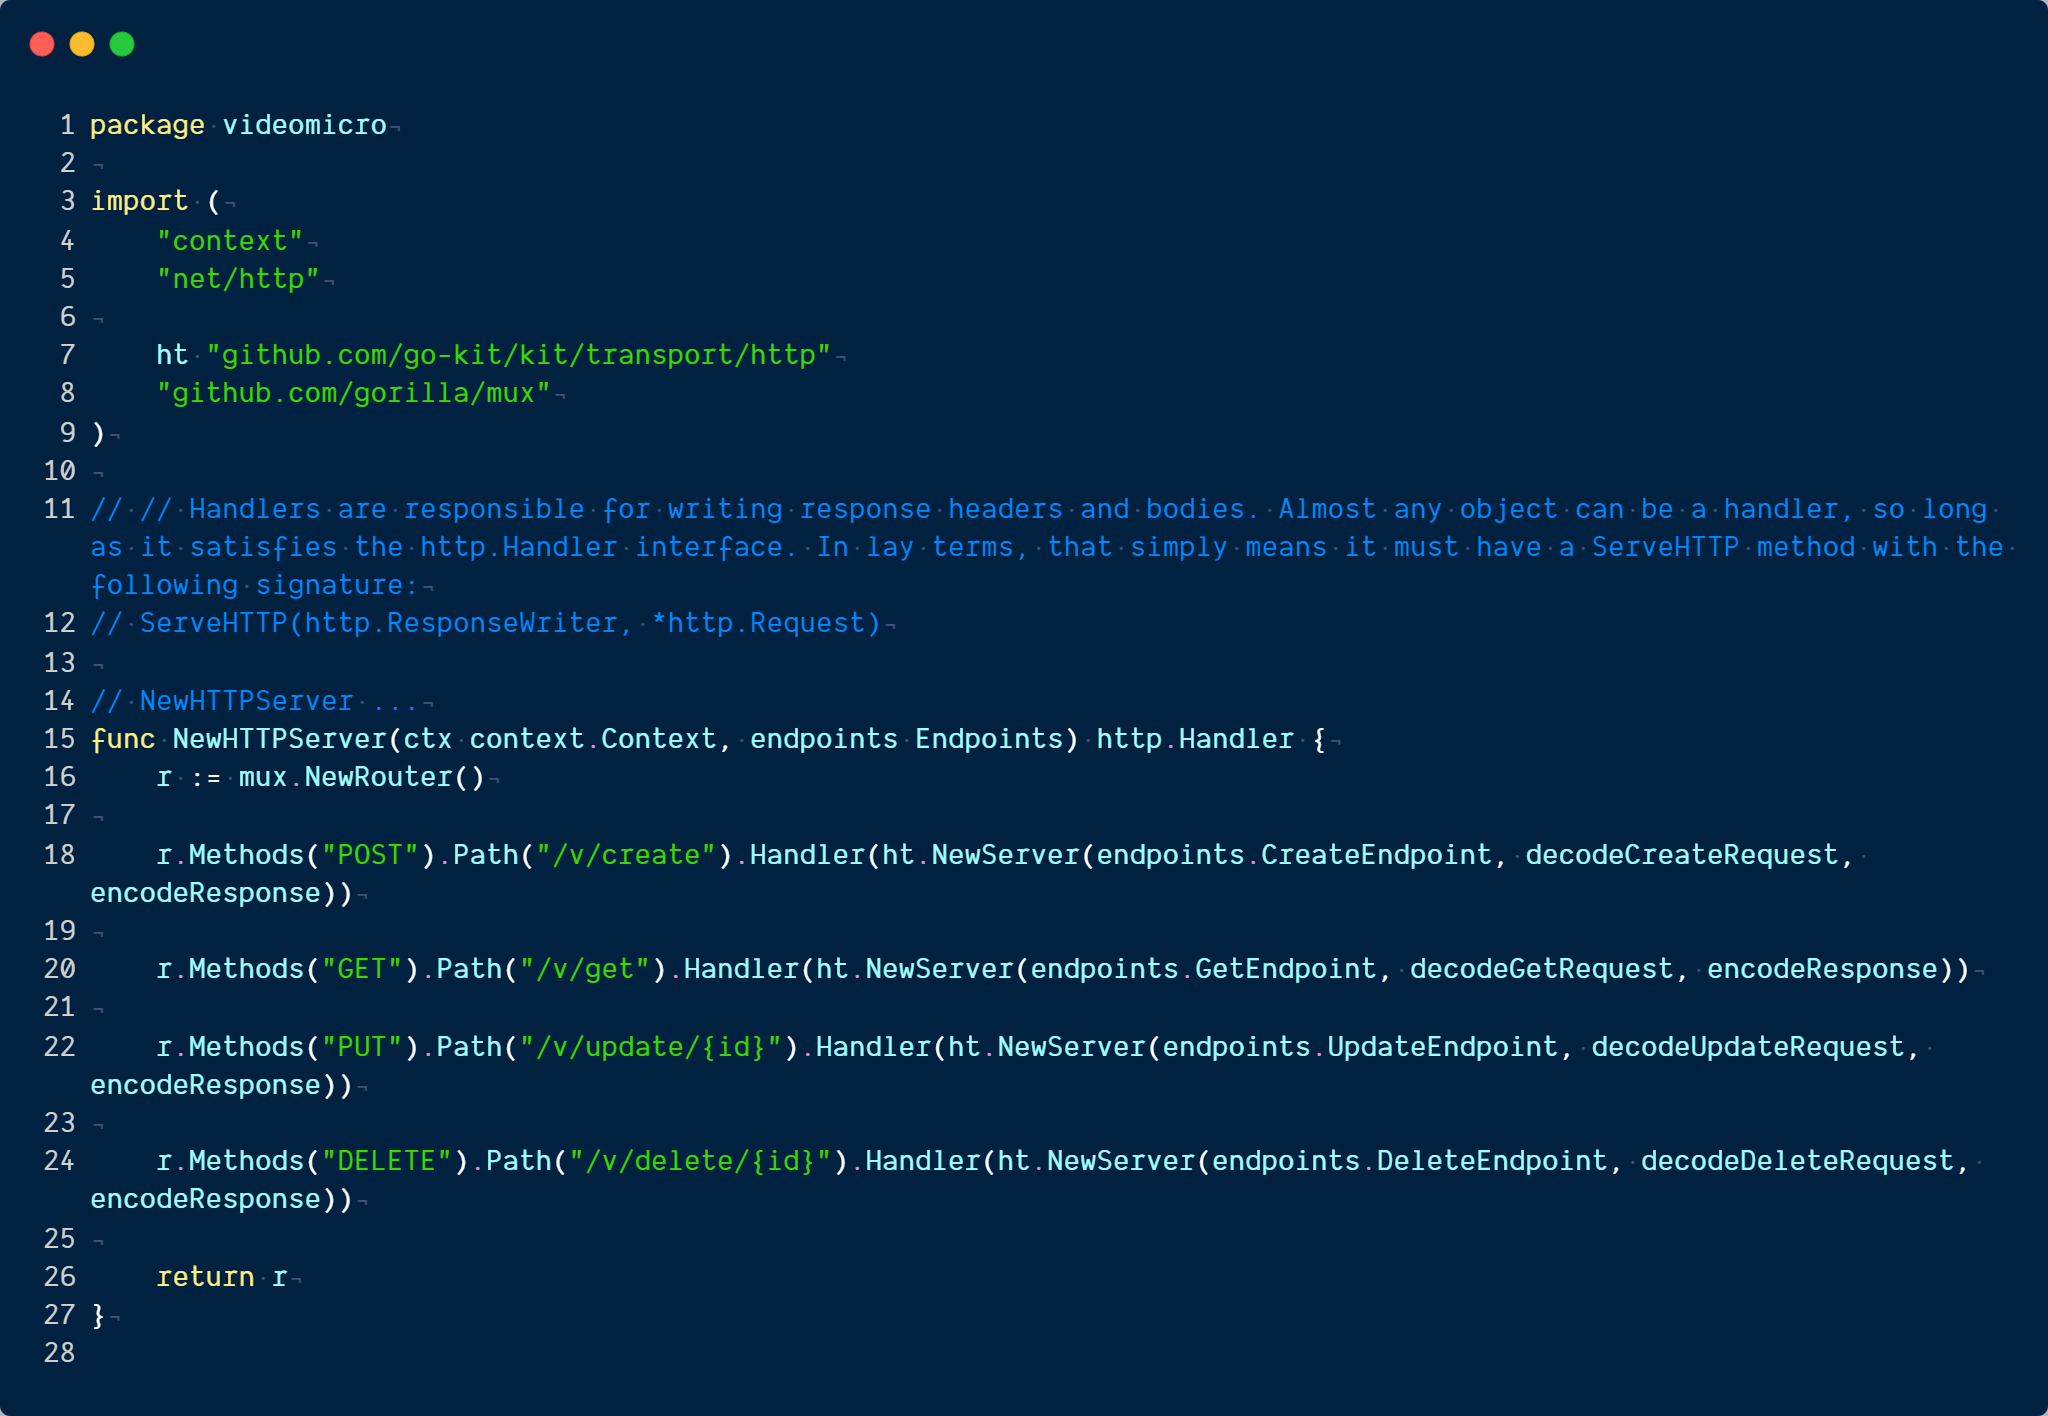 1 package videomicro
2
3 import (
4     "context"
5     "net/http"
6
7     ht "github.com/go-kit/kit/transport/http"
8     "github.com/gorilla/mux"
9 )
10
11 // // Handlers are responsible for writing response headers and bodies. Almost any object can be a handler, so long
as it satisfies the http.Handler interface. In lay terms, that simply means it must have a ServeHTTP method with the
following signature:
12 // ServeHTTP(http.ResponseWriter, *http.Request)
13
14 // NewHTTPServer ...
15 func NewHTTPServer(ctx context.Context, endpoints Endpoints) http.Handler {
16     r := mux.NewRouter()
17
18     r.Methods("POST").Path("/v/create").Handler(ht.NewServer(endpoints.CreateEndpoint, decodeCreateRequest,
encodeResponse))
19
20     r.Methods("GET").Path("/v/get").Handler(ht.NewServer(endpoints.GetEndpoint, decodeGetRequest, encodeResponse))
21
22     r.Methods("PUT").Path("/v/update/{id}").Handler(ht.NewServer(endpoints.UpdateEndpoint, decodeUpdateRequest,
encodeResponse))
23
24     r.Methods("DELETE").Path("/v/delete/{id}").Handler(ht.NewServer(endpoints.DeleteEndpoint, decodeDeleteRequest,
encodeResponse))
25
26     return r
27 }
28